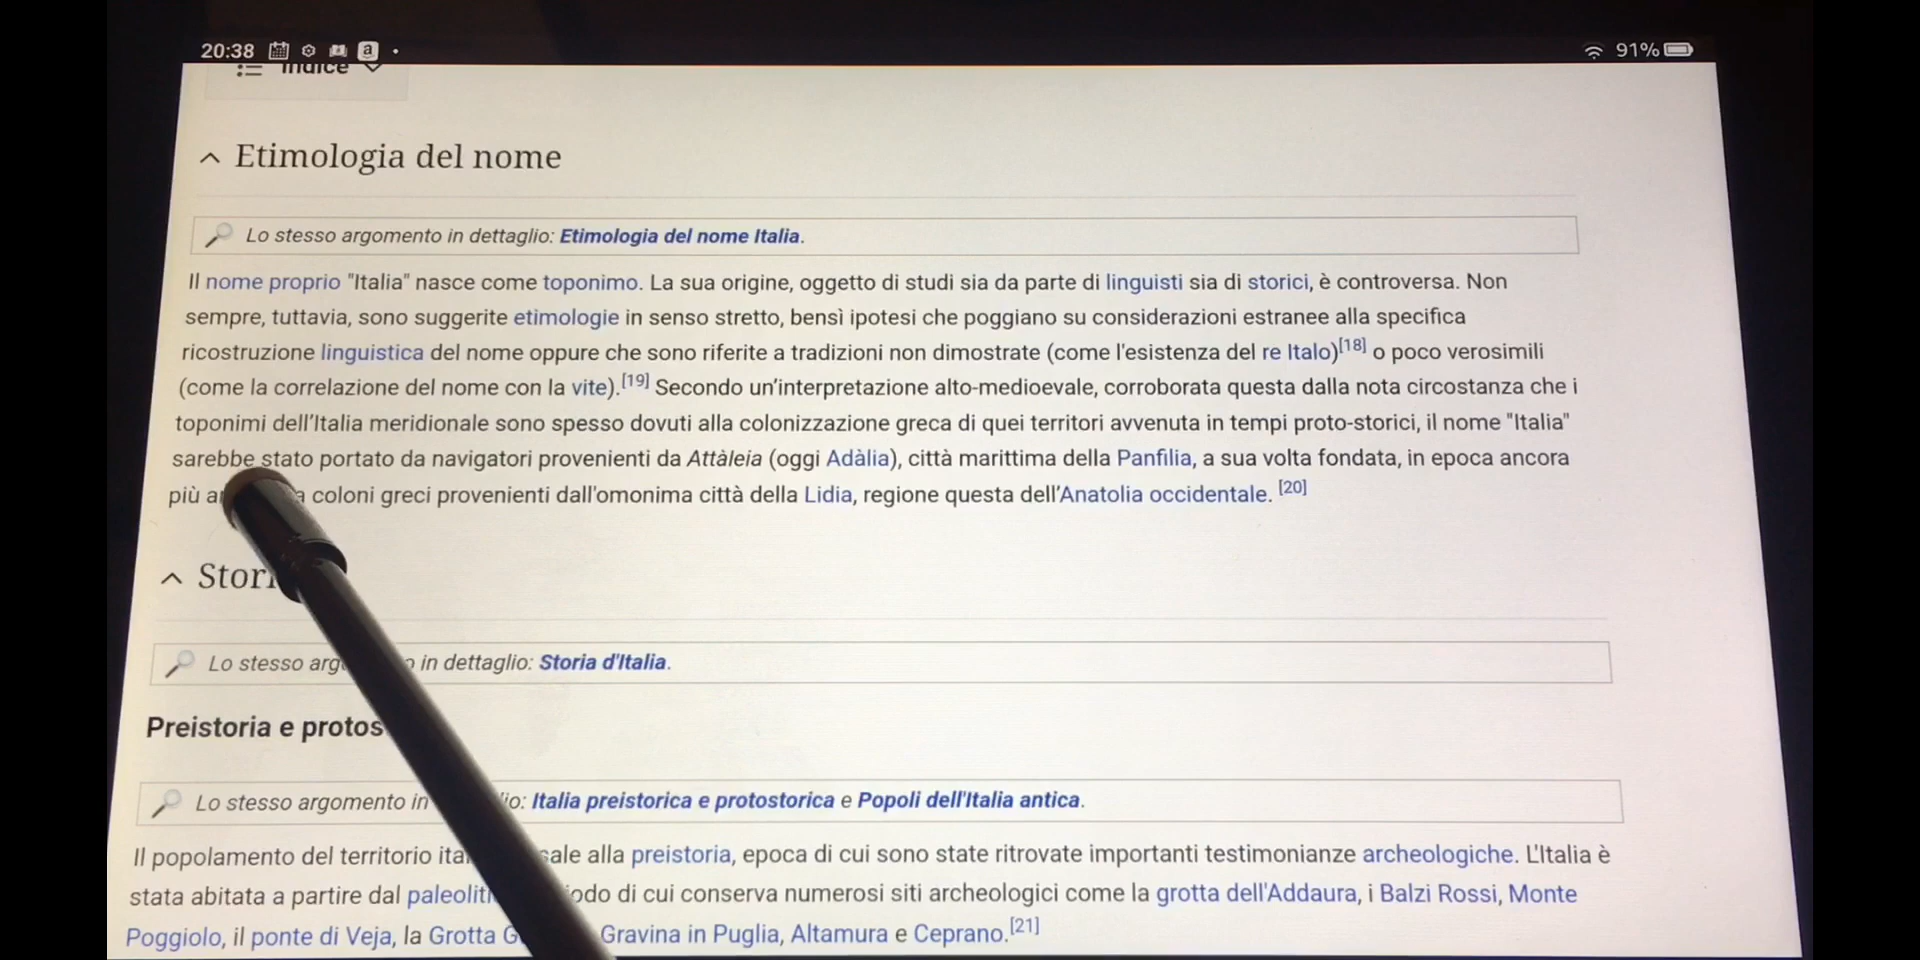 20:38 a 91%
Indice
Etimologia del nome
Lo stesso argomento in dettaglio: Etimologia del nome Italia.
Il nome proprio "Italia" nasce come toponimo. La sua origine, oggetto di studi sia da parte di linguisti sia di storici, è controversa. Non
sempre, tuttavia, sono suggerite etimologie in senso stretto, bensì ipotesi che poggiano su considerazioni estranee alla specifica
ricostruzione linguistica del nome oppure che sono riferite a tradizioni non dimostrate (come l'esistenza del re Italo)[18] o poco verosimili
(come la correlazione del nome con la vite).[19] Secondo un'interpretazione alto-medioevale, corroborata questa dalla nota circostanza che i
toponimi dell'Italia meridionale sono spesso dovuti alla colonizzazione greca di quei territori avvenuta in tempi proto-storici, il nome "Italia"
sarebbe stato portato da navigatori provenienti da Attàleia (oggi Adàlia), città marittima della Panfilia, a sua volta fondata, in epoca ancora
più coloni greci provenienti dall'omonima città della Lidia, regione questa dell'Anatolia occidentale. [20]
Lo stesso in dettaglio: Storia d'Italia.
Preistoria e
Lo stesso argomento in Italia preistorica e protostorica e Popoli dell'Italia antica.
Il popolamento del territorio alla preistoria, epoca di cui sono state ritrovate importanti testimonianze archeologiche. L'Italia è
stata abitata a partire dal di cui conserva numerosi siti archeologici come la grotta dell'Addaura, i Balzi Rossi, Monte
Poggiolo, il ponte di Veja, la Grotta Gravina in Puglia, Altamura e Ceprano.[21]